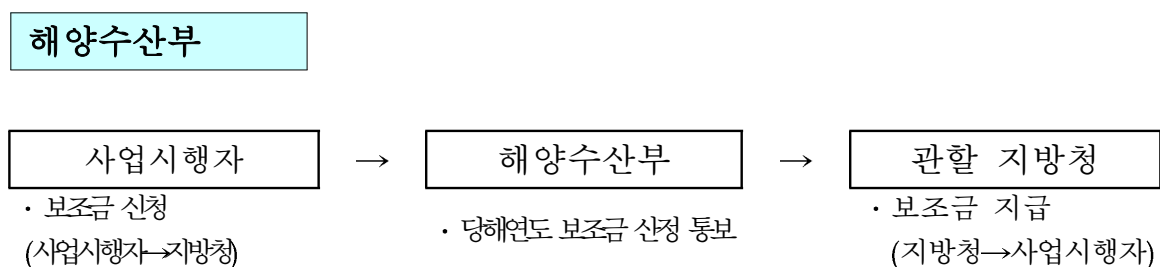 해양수산부
사업시행자 → 해양수산부 → 관할 지방청
· 보조금 신청
(사업시행자→지방청)
· 당해연도 보조금 산정 통보
· 보조금 지급
(지방청→사업시행자)